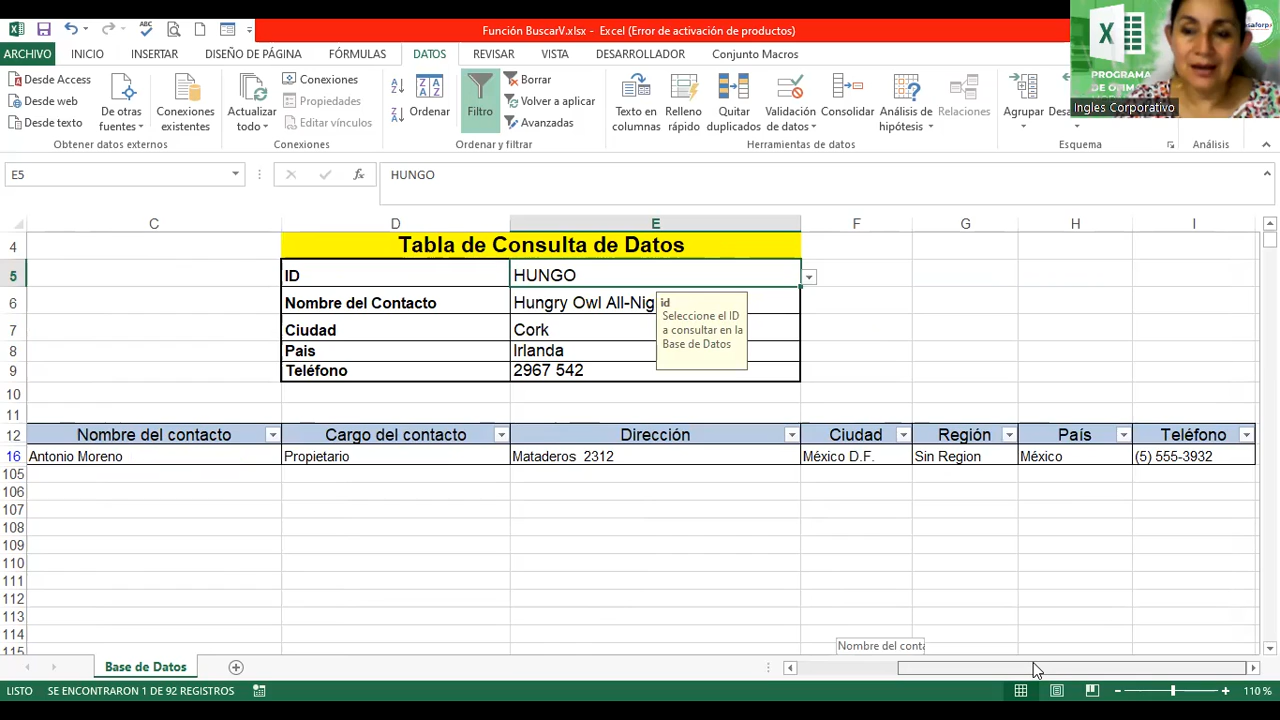 Función BuscarV.xlsx - Excel (Error de activación de productos)
ARCHIVO INICIO INSERTAR DISEÑO DE PÁGINA FÓRMULAS DATOS REVISAR VISTA DESARROLLADOR Conjunto Macros
PROGRAMA
Ingles Corporativo
Desde Access
Desde web
Desde texto
De otras fuentes
Conexiones existentes
Actualizar todo
Conexiones
Propiedades
Editar vínculos
Ordenar
Filtro
Borrar
Volver a aplicar
Avanzadas
Texto en columnas
Relleno rápido
Quitar duplicados
Validación de datos
Consolidar
Análisis de hipótesis
Relaciones
Agrupar
Obtener datos externos Conexiones Ordenar y filtrar Herramientas de datos Esquema Análisis
E5 fx HUNGO
C D E F G H I
4 Tabla de Consulta de Datos
5 ID HUNGO
6 Nombre del Contacto Hungry Owl All-Nig
7 Ciudad Cork
8 Pais Irlanda
9 Teléfono 2967 542
id
Seleccione el ID
a consultar en la
Base de Datos
10
11
12 Nombre del contacto Cargo del contacto Dirección Ciudad Región País Teléfono
16 Antonio Moreno Propietario Mataderos 2312 México D.F. Sin Region México (5) 555-3932
105
106
107
108
109
110
111
112
113
114
115
Nombre del conta
Base de Datos
LISTO SE ENCONTRARON 1 DE 92 REGISTROS 110 %